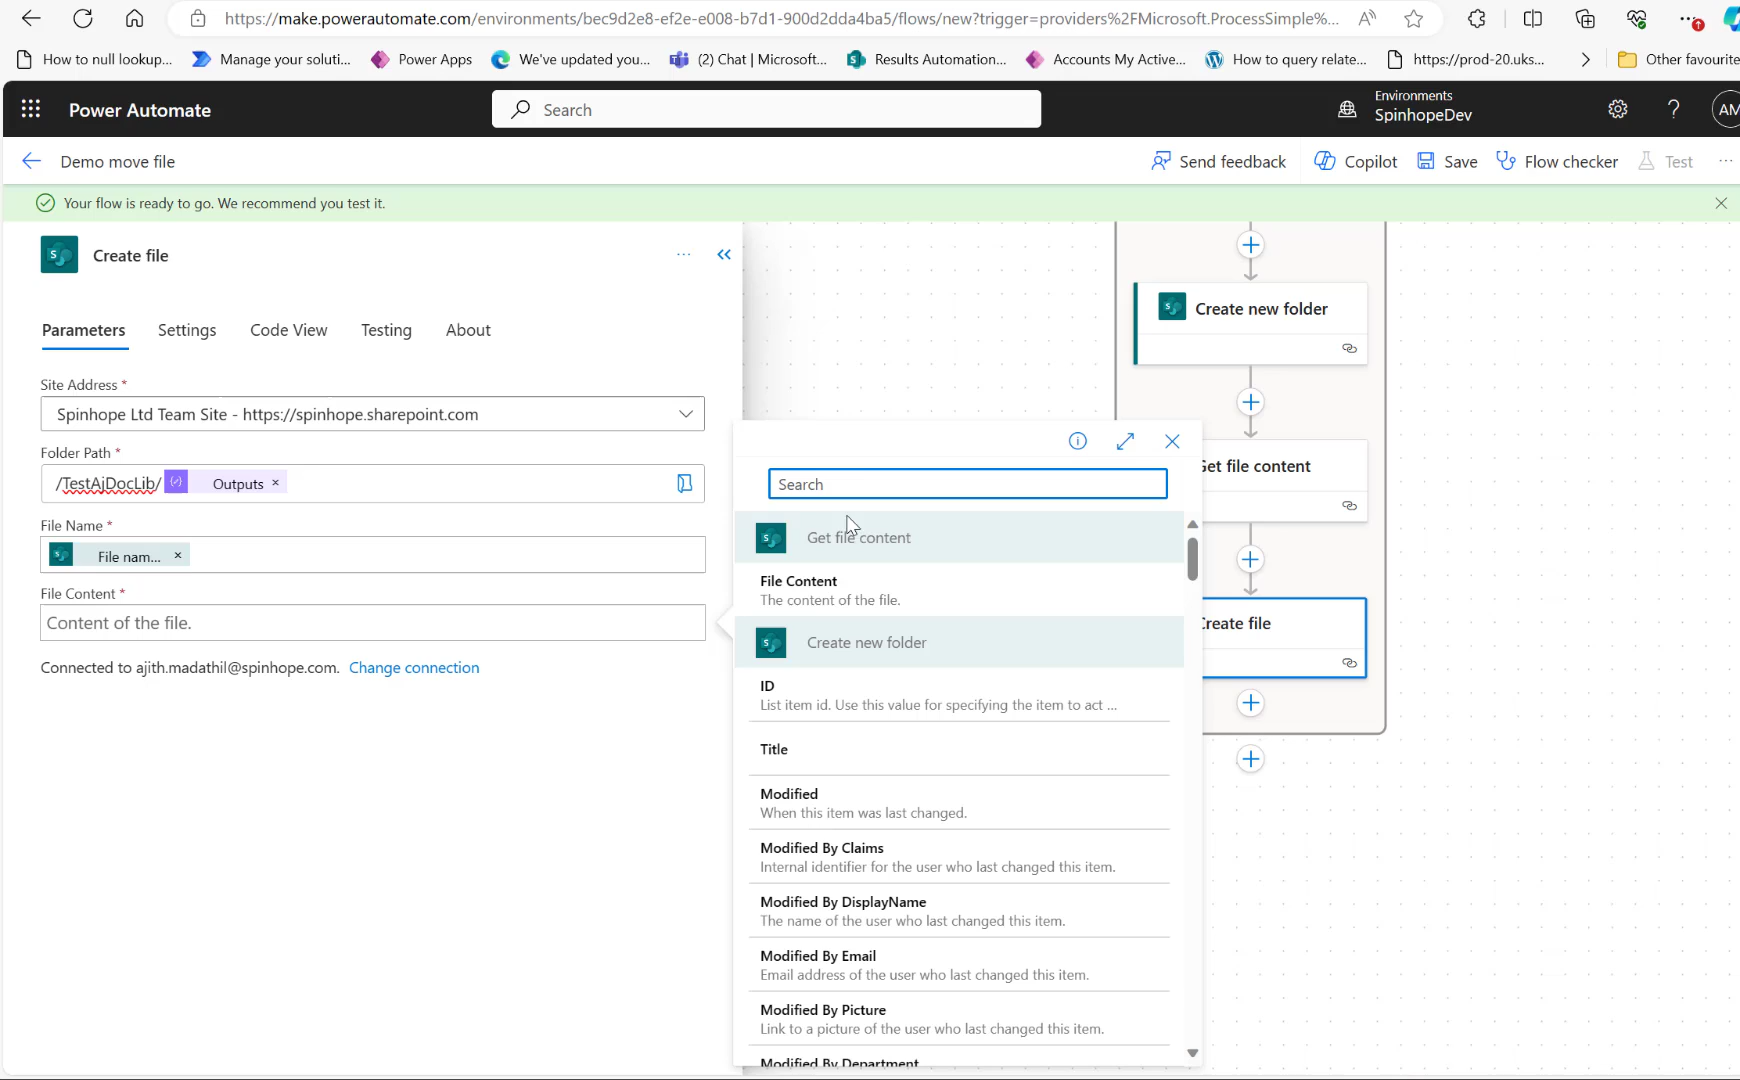 https://make.powerautomate.com/environments/bec9d2e8-ef2e-e008-b7d1-900d2dda4ba5/flows/new?trigger=providers%2FMicrosoft.ProcessSimple%...
How to null lookup... Manage your soluti... Power Apps We've updated you... (2) Chat | Microsoft... Results Automation... Accounts My Active... How to query relate... https://prod-20.uks... Other favourite
Power Automate Search Environments
SpinhopeDev ? AM
Demo move file Send feedback Copilot Save Flow checker Test ...
Your flow is ready to go. We recommend you test it.
Create file ...
Parameters Settings Code View Testing About
Site Address *
Spinhope Ltd Team Site - https://spinhope.sharepoint.com
Folder Path *
/TestAjDocLib/ Outputs ×
File Name *
File nam... ×
File Content *
Content of the file.
Connected to ajith.madathil@spinhope.com. Change connection
Search
Get file content
File Content
The content of the file.
Create new folder
ID
List item id. Use this value for specifying the item to act ...
Title
Modified
When this item was last changed.
Modified By Claims
Internal identifier for the user who last changed this item.
Modified By DisplayName
The name of the user who last changed this item.
Modified By Email
Email address of the user who last changed this item.
Modified By Picture
Link to a picture of the user who last changed this item.
Modified By Department
Create new folder
Get file content
Create file